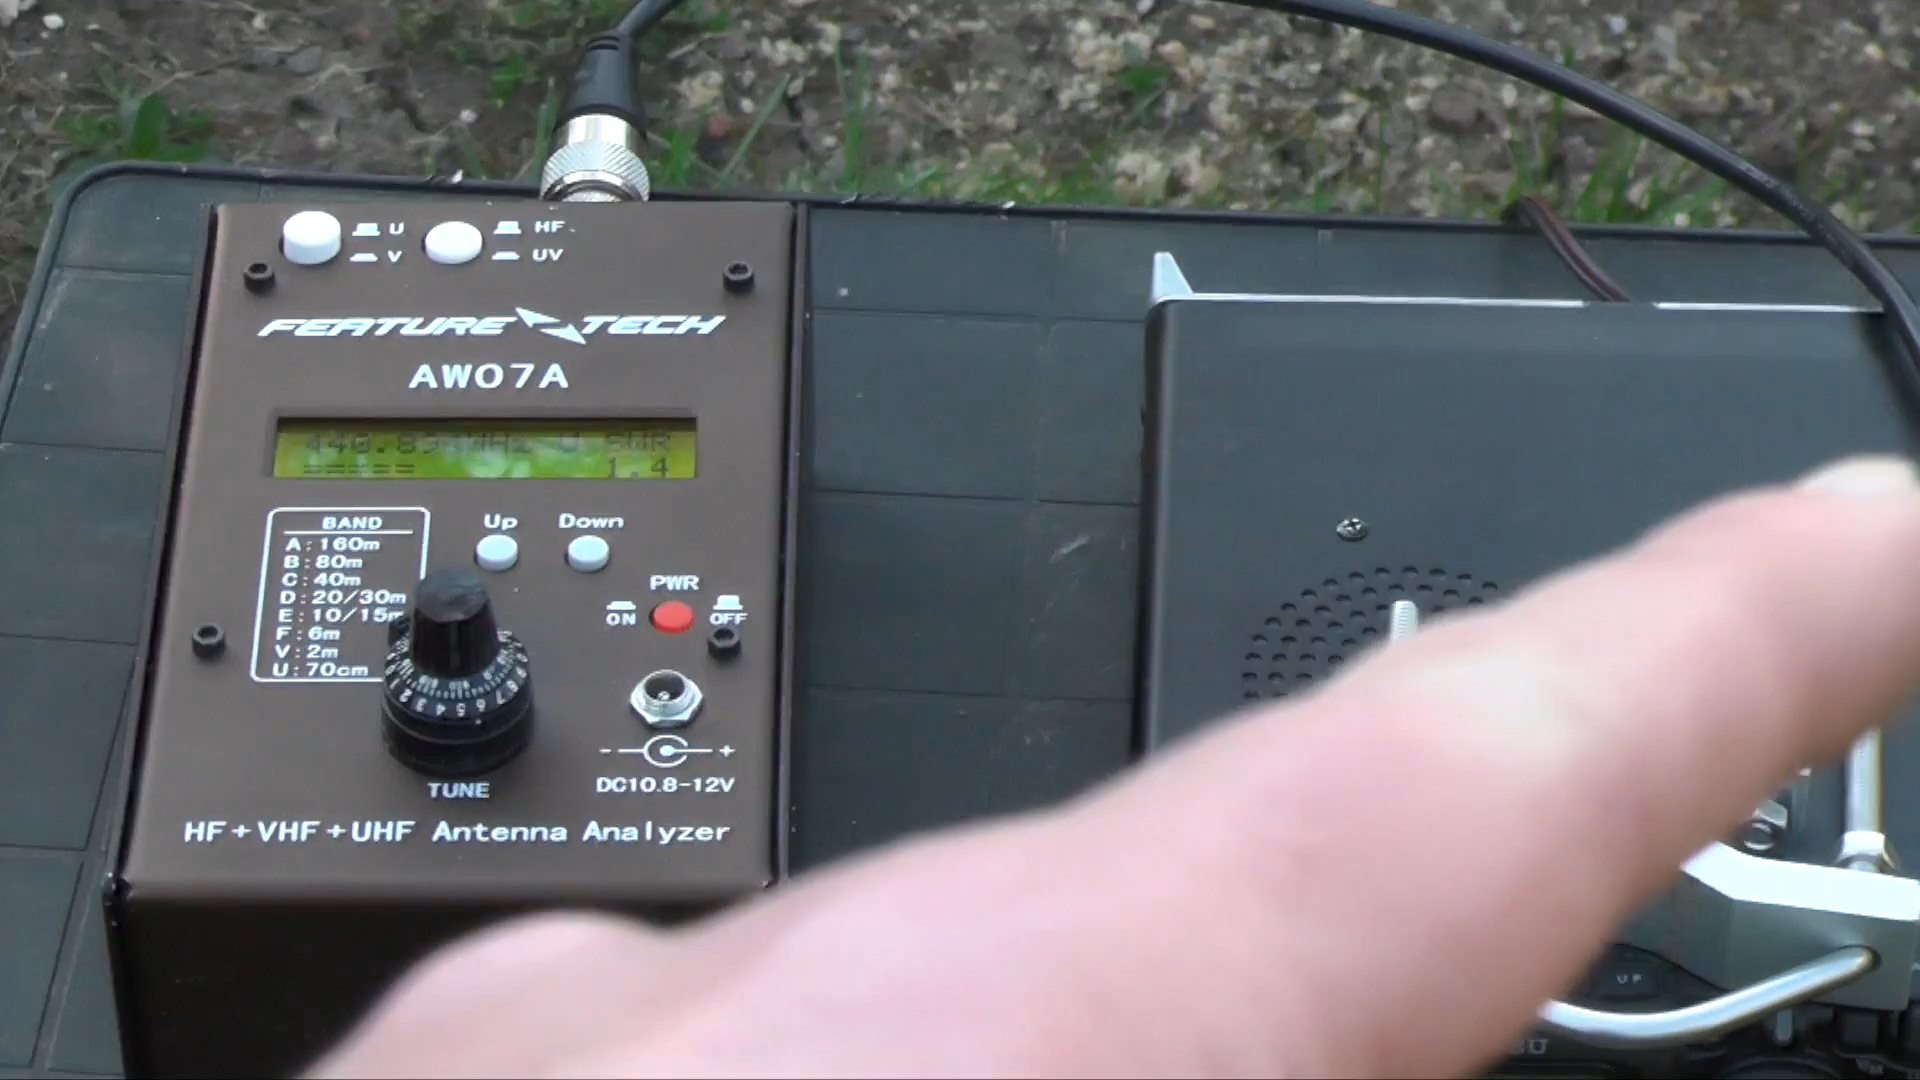 U
V
HF
UV
FEATURE TECH
AW07A
SWR
1.4
BAND
A:160m
B:80m
C:40m
D:20/30m
E:10/15m
F:6m
V:2m
U:70cm
Up
Down
PWR
ON
OFF
- +
DC10.8-12V
TUNE
HF+VHF+UHF Antenna Analyzer
UP